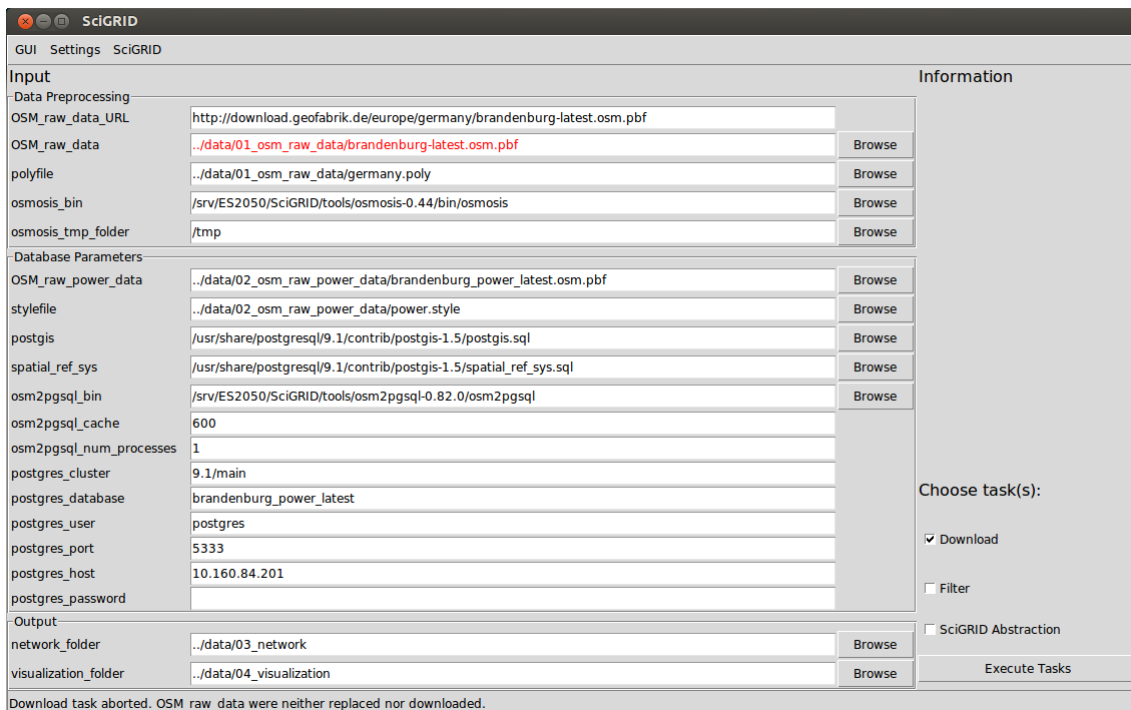 SciGRID
GUI Settings SciGRID
Input
Information
Data Preprocessing
OSM_raw_data_URL http://download.geofabrik.de/europe/germany/brandenburg-latest.osm.pbf
OSM_raw_data ../data/01_osm_raw_data/brandenburg-latest.osm.pbf Browse
polyfile ../data/01_osm_raw_data/germany.poly Browse
osmosis_bin /srv/ES2050/SciGRID/tools/osmosis-0.44/bin/osmosis Browse
osmosis_tmp_folder /tmp Browse
Database Parameters
OSM_raw_power_data ../data/02_osm_raw_power_data/brandenburg_power_latest.osm.pbf Browse
stylefile ../data/02_osm_raw_power_data/power.style Browse
postgis /usr/share/postgresql/9.1/contrib/postgis-1.5/postgis.sql Browse
spatial_ref_sys /usr/share/postgresql/9.1/contrib/postgis-1.5/spatial_ref_sys.sql Browse
osm2pgsql_bin /srv/ES2050/SciGRID/tools/osm2pgsql-0.82.0/osm2pgsql Browse
osm2pgsql_cache 600
osm2pgsql_num_processes 1
postgres_cluster 9.1/main
postgres_database brandenburg_power_latest
postgres_user postgres
postgres_port 5333
postgres_host 10.160.84.201
postgres_password
Output
network_folder ../data/03_network Browse
visualization_folder ../data/04_visualization Browse
Choose task(s):
Download
Filter
SciGRID Abstraction
Execute Tasks
Download task aborted. OSM_raw_data were neither replaced nor downloaded.